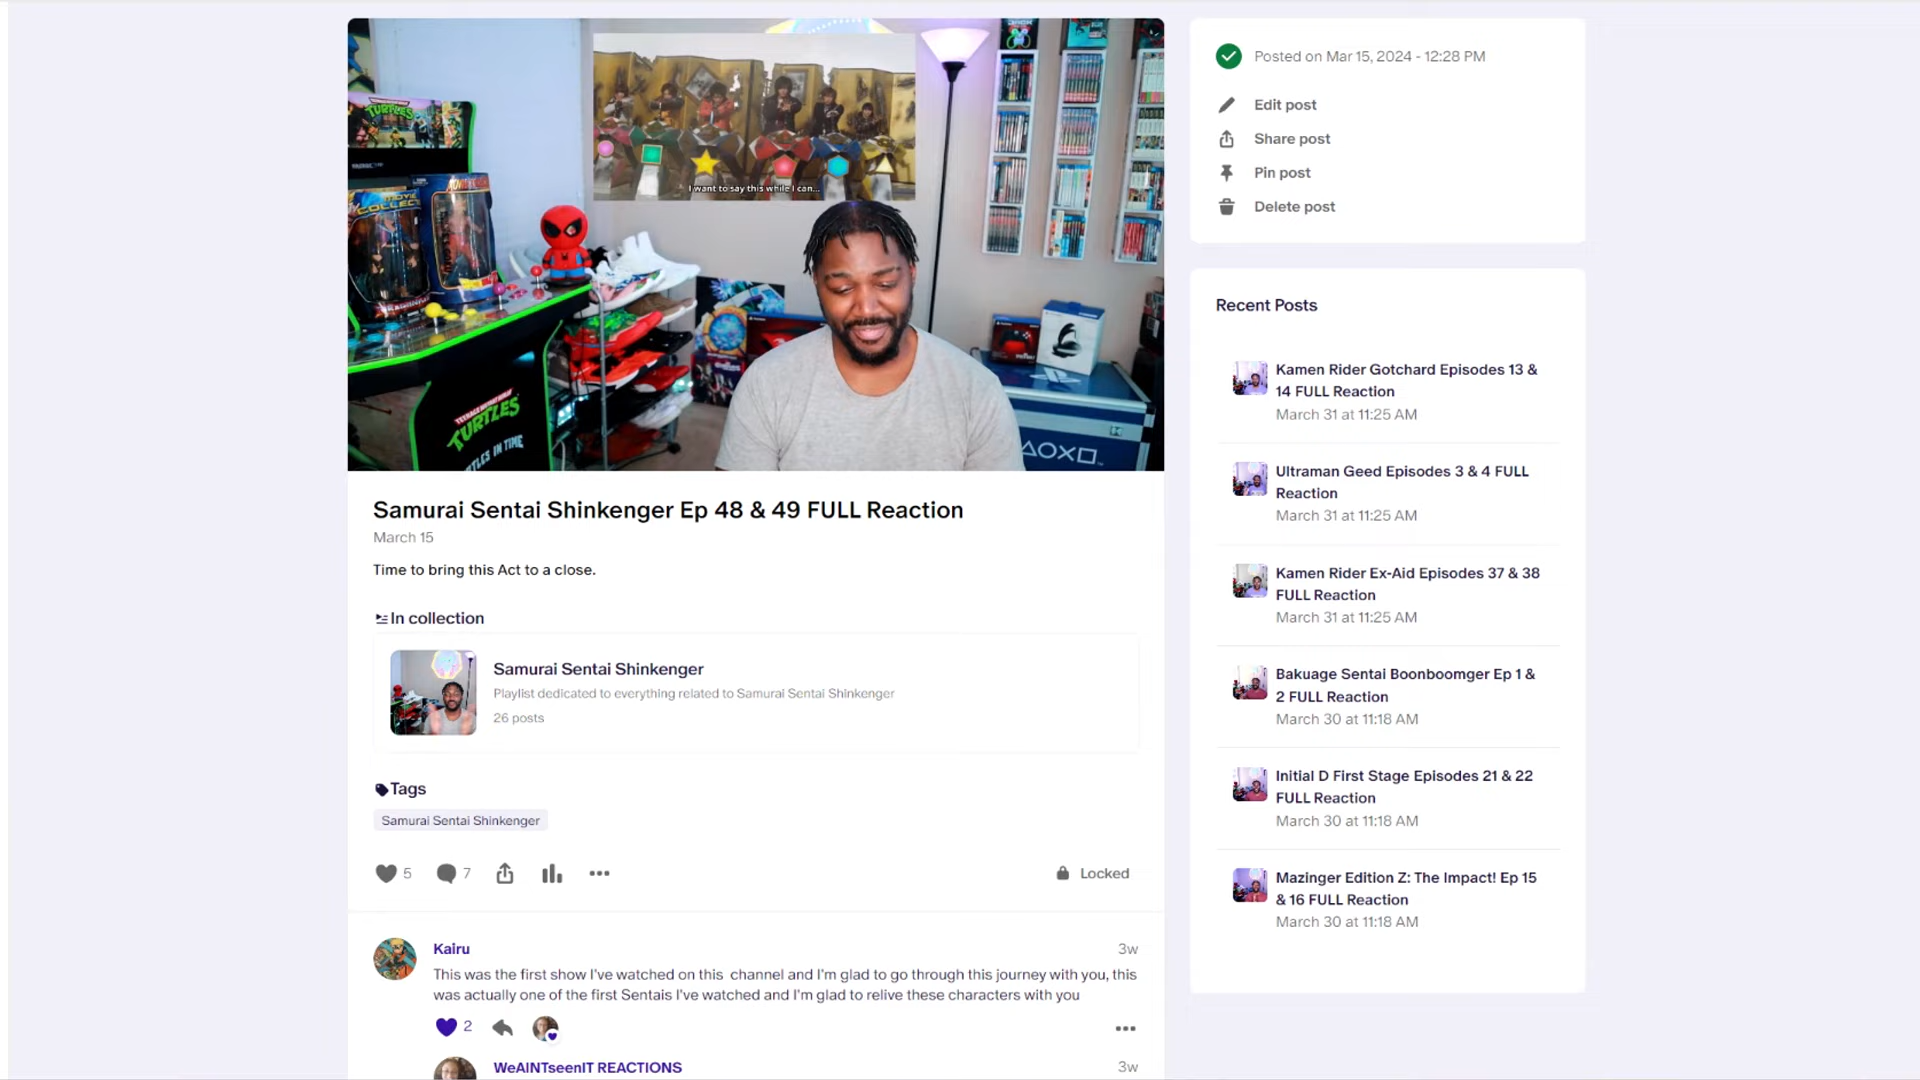 TURTLES
MOVIE
COLLEC
I want to say this while I can...
TEENAGE MUTANT NINJA
TURTLES
TURTLES IN TIME
Samurai Sentai Shinkenger Ep 48 & 49 FULL Reaction
March 15
Time to bring this Act to a close.
In collection
Samurai Sentai Shinkenger
Playlist dedicated to everything related to Samurai Sentai Shinkenger
26 posts
Tags
Samurai Sentai Shinkenger
5
7
Locked
Kairu
3w
This was the first show I've watched on this channel and I'm glad to go through this journey with you, this
was actually one of the first Sentais I've watched and I'm glad to relive these characters with you
2
WeAINTseenIT REACTIONS
3w
Posted on Mar 15, 2024 - 12:28 PM
Edit post
Share post
Pin post
Delete post
Recent Posts
Kamen Rider Gotchard Episodes 13 &
14 FULL Reaction
March 31 at 11:25 AM
Ultraman Geed Episodes 3 & 4 FULL
Reaction
March 31 at 11:25 AM
Kamen Rider Ex-Aid Episodes 37 & 38
FULL Reaction
March 31 at 11:25 AM
Bakuage Sentai Boonboomger Ep 1 &
2 FULL Reaction
March 30 at 11:18 AM
Initial D First Stage Episodes 21 & 22
FULL Reaction
March 30 at 11:18 AM
Mazinger Edition Z: The Impact! Ep 15
& 16 FULL Reaction
March 30 at 11:18 AM